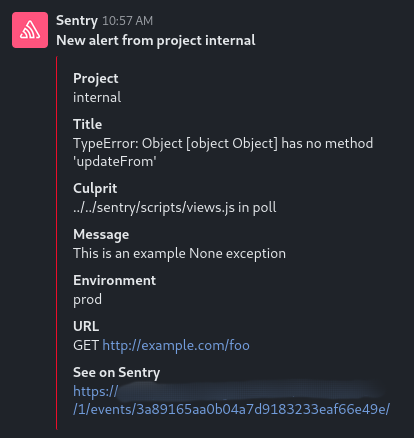 Sentry 10:57 AM
New alert from project internal
Project
internal
Title
TypeError: Object [object Object] has no method
'updateFrom'
Culprit
../../sentry/scripts/views.js in poll
Message
This is an example None exception
Environment
prod
URL
GET http://example.com/foo
See on Sentry
https://
/1/events/3a89165aa0b04a7d9183233eaf66e49e/